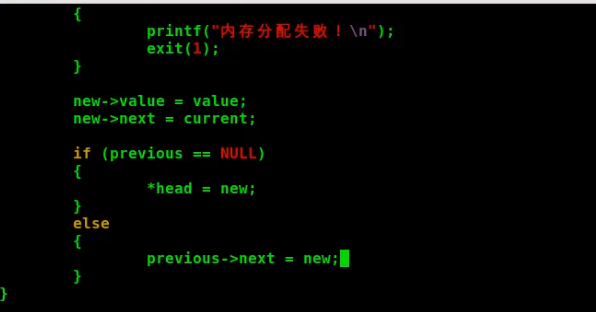 {
printf("内存分配失败！\n");
exit(1);
}
new->value = value;
new->next = current;
if (previous == NULL)
{
*head = new;
}
else
{
previous->next = new;
}
}